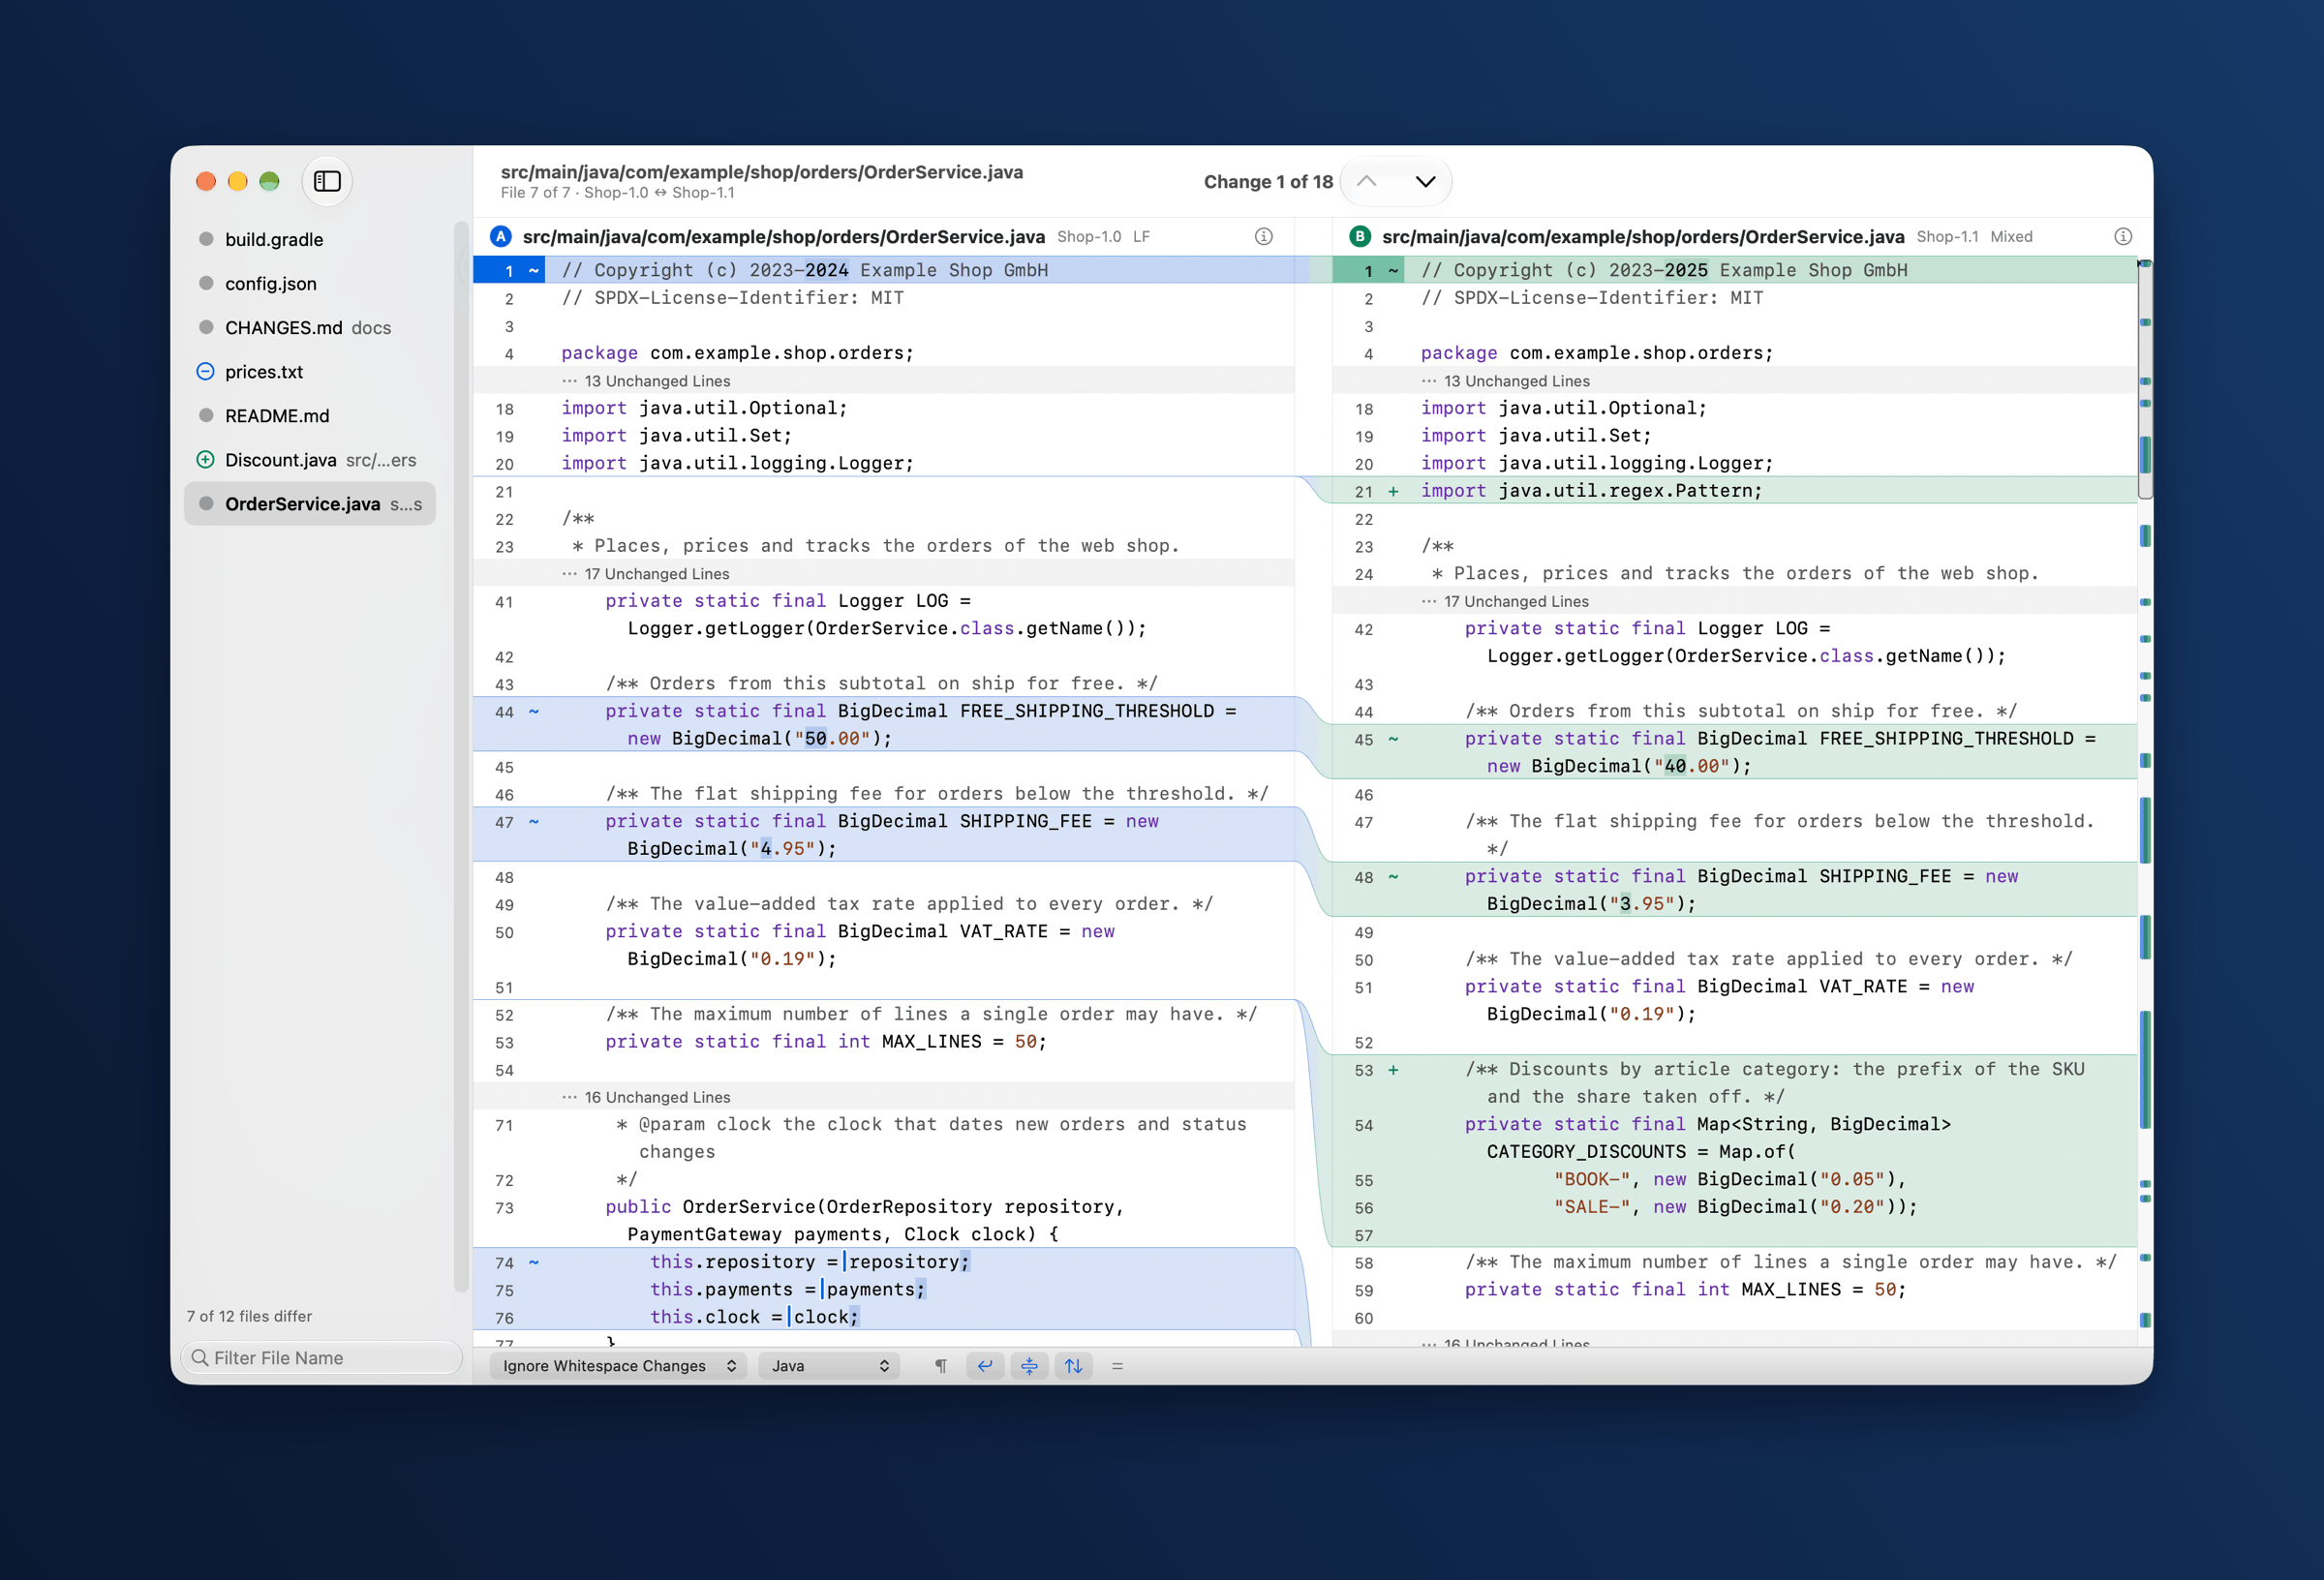 build.gradle
config.json
CHANGES.md docs
prices.txt
README.md
Discount.java src/...ers
OrderService.java s...s
7 of 12 files differ
Filter File Name
src/main/java/com/example/shop/orders/OrderService.java
File 7 of 7 · Shop-1.0 ↔ Shop-1.1
Change 1 of 18
A src/main/java/com/example/shop/orders/OrderService.java Shop-1.0 LF
1 ~ // Copyright (c) 2023-2024 Example Shop GmbH
2 // SPDX-License-Identifier: MIT
3
4 package com.example.shop.orders;
··· 13 Unchanged Lines
18 import java.util.Optional;
19 import java.util.Set;
20 import java.util.logging.Logger;
21
22 /**
23 * Places, prices and tracks the orders of the web shop.
··· 17 Unchanged Lines
41 private static final Logger LOG =
Logger.getLogger(OrderService.class.getName());
42
43 /** Orders from this subtotal on ship for free. */
44 ~ private static final BigDecimal FREE_SHIPPING_THRESHOLD =
new BigDecimal("50.00");
45
46 /** The flat shipping fee for orders below the threshold. */
47 ~ private static final BigDecimal SHIPPING_FEE = new
BigDecimal("4.95");
48
49 /** The value-added tax rate applied to every order. */
50 private static final BigDecimal VAT_RATE = new
BigDecimal("0.19");
51
52 /** The maximum number of lines a single order may have. */
53 private static final int MAX_LINES = 50;
54
··· 16 Unchanged Lines
71 * @param clock the clock that dates new orders and status
changes
72 */
73 public OrderService(OrderRepository repository,
PaymentGateway payments, Clock clock) {
74 ~ this.repository = repository;
75 this.payments = payments;
76 this.clock = clock;
77 }
B src/main/java/com/example/shop/orders/OrderService.java Shop-1.1 Mixed
1 ~ // Copyright (c) 2023-2025 Example Shop GmbH
2 // SPDX-License-Identifier: MIT
3
4 package com.example.shop.orders;
··· 13 Unchanged Lines
18 import java.util.Optional;
19 import java.util.Set;
20 import java.util.logging.Logger;
21 + import java.util.regex.Pattern;
22
23 /**
24 * Places, prices and tracks the orders of the web shop.
··· 17 Unchanged Lines
42 private static final Logger LOG =
Logger.getLogger(OrderService.class.getName());
43
44 /** Orders from this subtotal on ship for free. */
45 ~ private static final BigDecimal FREE_SHIPPING_THRESHOLD =
new BigDecimal("40.00");
46
47 /** The flat shipping fee for orders below the threshold.
*/
48 ~ private static final BigDecimal SHIPPING_FEE = new
BigDecimal("3.95");
49
50 /** The value-added tax rate applied to every order. */
51 private static final BigDecimal VAT_RATE = new
BigDecimal("0.19");
52
53 + /** Discounts by article category: the prefix of the SKU
and the share taken off. */
54 private static final Map<String, BigDecimal>
CATEGORY_DISCOUNTS = Map.of(
55 "BOOK-", new BigDecimal("0.05"),
56 "SALE-", new BigDecimal("0.20"));
57
58 /** The maximum number of lines a single order may have. */
59 private static final int MAX_LINES = 50;
60
··· 16 Unchanged Lines
Ignore Whitespace Changes Java ¶ =